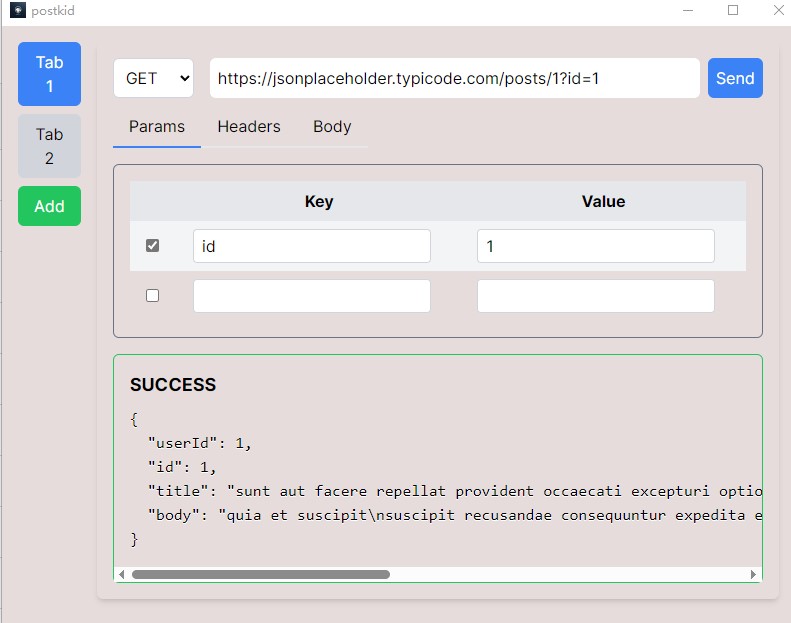 postkid
Tab 1
Tab 2
Add
GET
https://jsonplaceholder.typicode.com/posts/1?id=1
Send
Params Headers Body
Key Value
id 1
SUCCESS
{
"userId": 1,
"id": 1,
"title": "sunt aut facere repellat provident occaecati excepturi optio
"body": "quia et suscipit\nsuscipit recusandae consequuntur expedita e
}